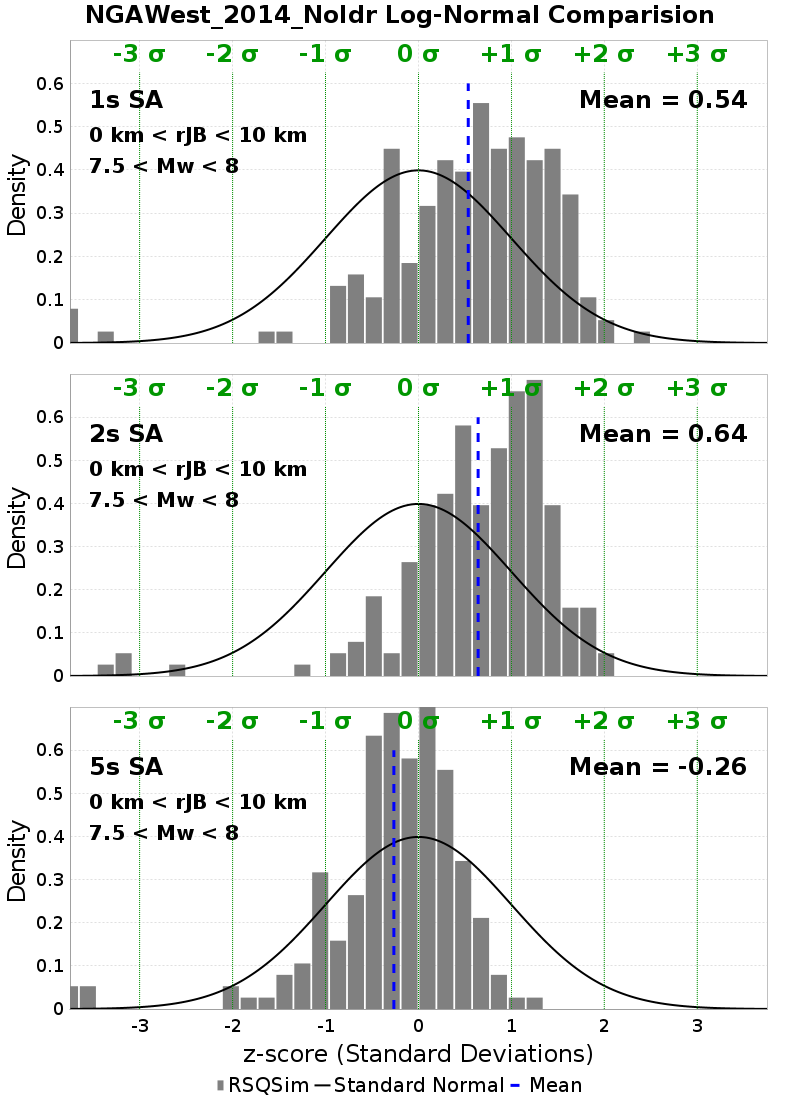 NGAWest_2014_NoIdr Log-Normal Comparision
-3 σ -2 σ -1 σ 0 σ +1 σ +2 σ +3 σ
0.6
1s SA Mean = 0.54
0.5
0 km < rJB < 10 km
7.5 < Mw < 8
0.4
Density
0.3
0.2
0.1
0
-3 σ -2 σ -1 σ 0 σ +1 σ +2 σ +3 σ
0.6
2s SA Mean = 0.64
0.5
0 km < rJB < 10 km
7.5 < Mw < 8
0.4
Density
0.3
0.2
0.1
0
-3 σ -2 σ -1 σ 0 σ +1 σ +2 σ +3 σ
0.6
5s SA Mean = -0.26
0.5
0 km < rJB < 10 km
7.5 < Mw < 8
0.4
Density
0.3
0.2
0.1
0
-3 -2 -1 0 1 2 3
z-score (Standard Deviations)
RSQSim Standard Normal Mean